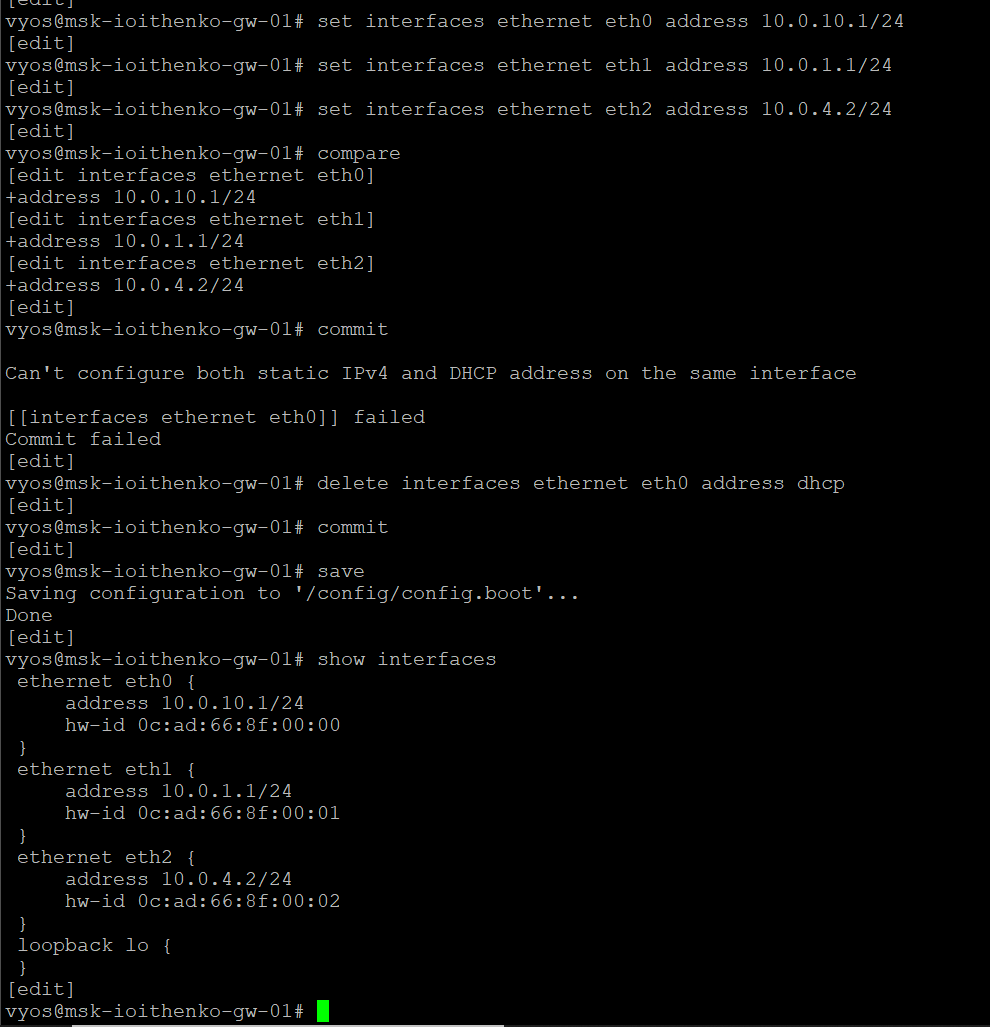 [edit]
vyos@msk-ioithenko-gw-01# set interfaces ethernet eth0 address 10.0.10.1/24
[edit]
vyos@msk-ioithenko-gw-01# set interfaces ethernet eth1 address 10.0.1.1/24
[edit]
vyos@msk-ioithenko-gw-01# set interfaces ethernet eth2 address 10.0.4.2/24
[edit]
vyos@msk-ioithenko-gw-01# compare
[edit interfaces ethernet eth0]
+address 10.0.10.1/24
[edit interfaces ethernet eth1]
+address 10.0.1.1/24
[edit interfaces ethernet eth2]
+address 10.0.4.2/24
[edit]
vyos@msk-ioithenko-gw-01# commit
Can't configure both static IPv4 and DHCP address on the same interface
[[interfaces ethernet eth0]] failed
Commit failed
[edit]
vyos@msk-ioithenko-gw-01# delete interfaces ethernet eth0 address dhcp
[edit]
vyos@msk-ioithenko-gw-01# commit
[edit]
vyos@msk-ioithenko-gw-01# save
Saving configuration to '/config/config.boot'...
Done
[edit]
vyos@msk-ioithenko-gw-01# show interfaces
 ethernet eth0 {
     address 10.0.10.1/24
     hw-id 0c:ad:66:8f:00:00
 }
 ethernet eth1 {
     address 10.0.1.1/24
     hw-id 0c:ad:66:8f:00:01
 }
 ethernet eth2 {
     address 10.0.4.2/24
     hw-id 0c:ad:66:8f:00:02
 }
 loopback lo {
 }
[edit]
vyos@msk-ioithenko-gw-01#